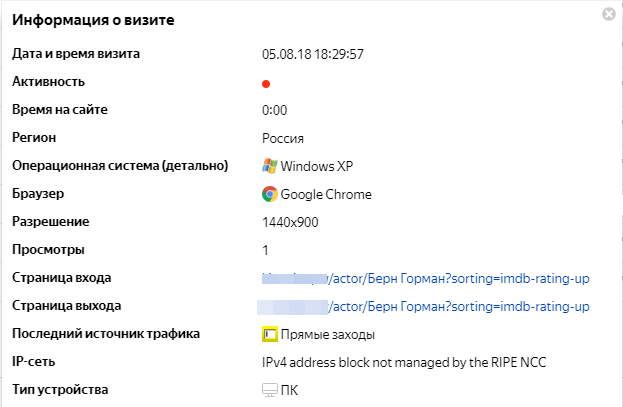 Информация о визите
Дата и время визита 05.08.18 18:29:57
Активность
Время на сайте 0:00
Регион Россия
Операционная система (детально) Windows XP
Браузер Google Chrome
Разрешение 1440x900
Просмотры 1
Страница входа /actor/Берн Горман?sorting=imdb-rating-up
Страница выхода /actor/Берн Горман?sorting=imdb-rating-up
Последний источник трафика Прямые заходы
IP-сеть IPv4 address block not managed by the RIPE NCC
Тип устройства ПК